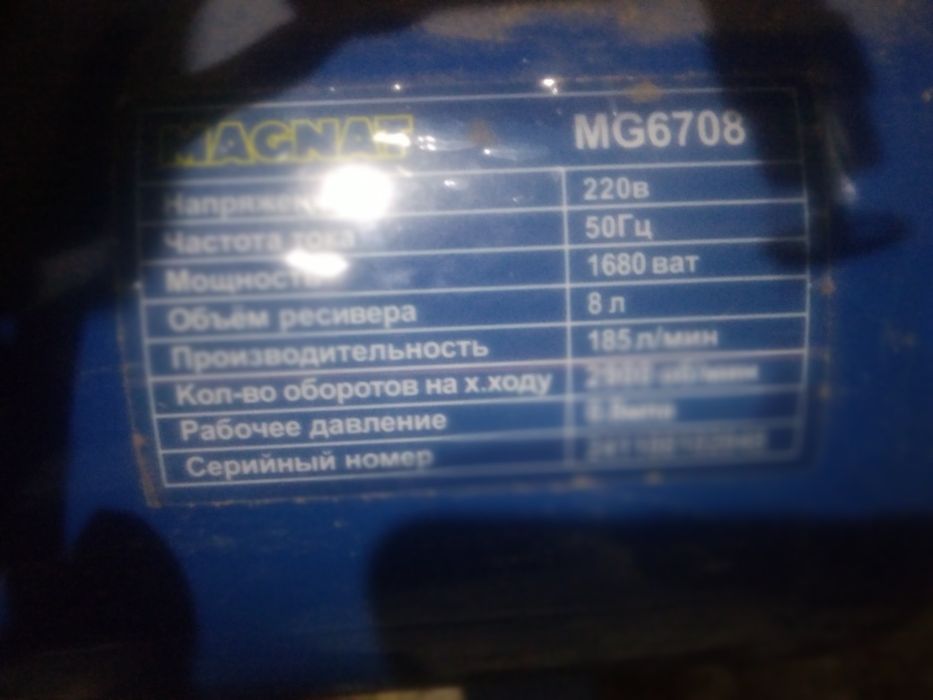 MAGNAT MG6708
220в
Частота тока 50Гц
Мощность 1680 ват
Объём ресивера 8 л
Производительность 185 л/мин
Кол-во оборотов на х.ходу
Рабочее давление
Серийный номер